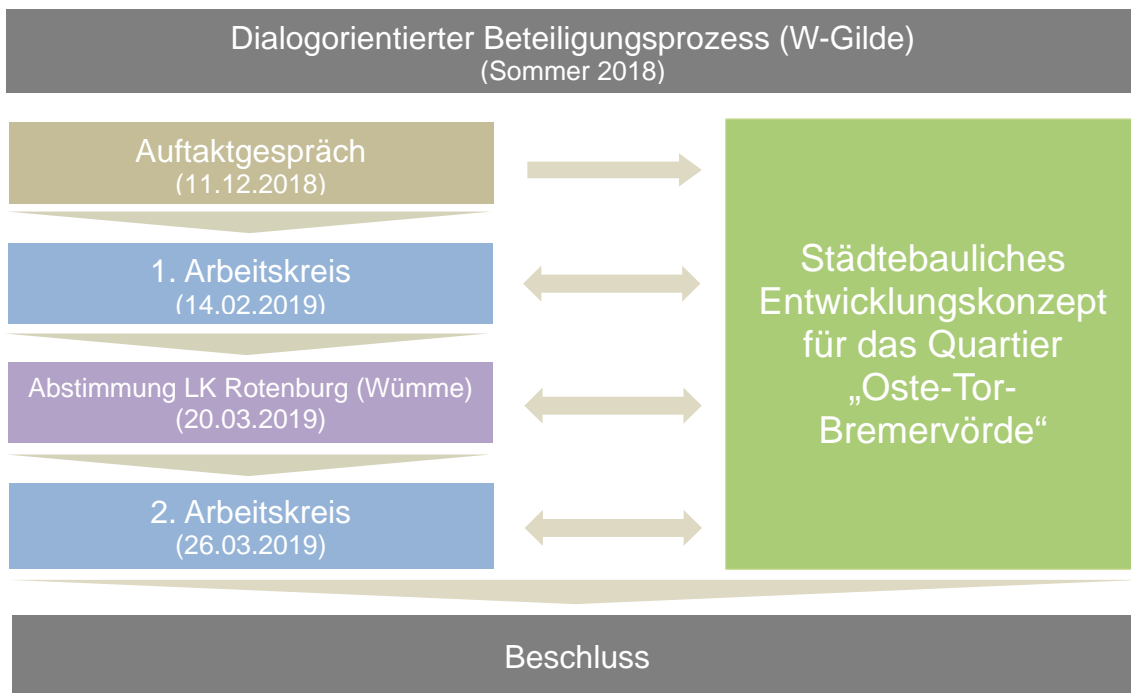 Dialogorientierter Beteiligungsprozess (W-Gilde)
(Sommer 2018)
Auftaktgespräch
(11.12.2018)
1. Arbeitskreis
(14.02.2019)
Abstimmung LK Rotenburg (Wümme)
(20.03.2019)
2. Arbeitskreis
(26.03.2019)
Städtebauliches
Entwicklungskonzept
für das Quartier
„Oste-Tor-
Bremervörde“
Beschluss